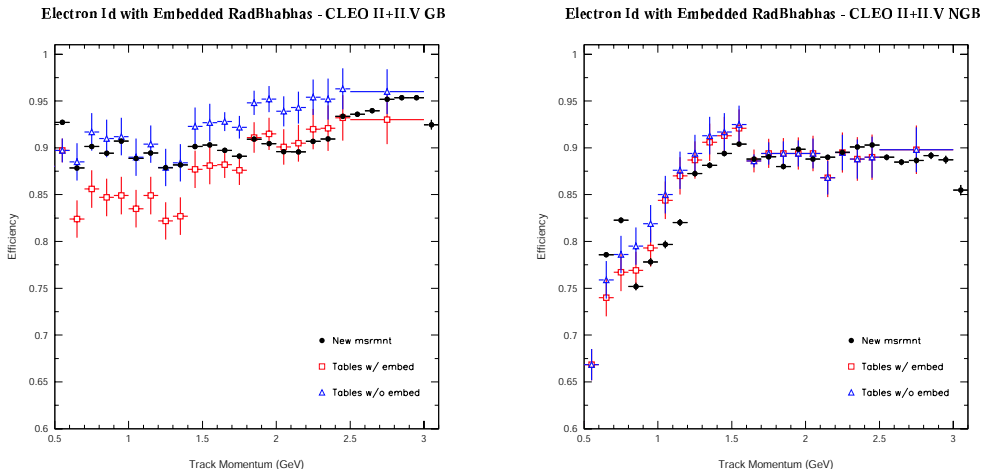 Electron Id with Embedded RadBhabhas - CLEO II+II.V GB
Efficiency
1
0.95
0.9
0.85
0.8
0.75
0.7
0.65
0.6
0.5
1
1.5
2
2.5
3
New msrmnt
Tables w/ embed
Tables w/o embed
Track Momentum (GeV)
Electron Id with Embedded RadBhabhas - CLEO II+II.V NGB
Efficiency
1
0.95
0.9
0.85
0.8
0.75
0.7
0.65
0.6
0.5
1
1.5
2
2.5
3
New msrmnt
Tables w/ embed
Tables w/o embed
Track Momentum (GeV)